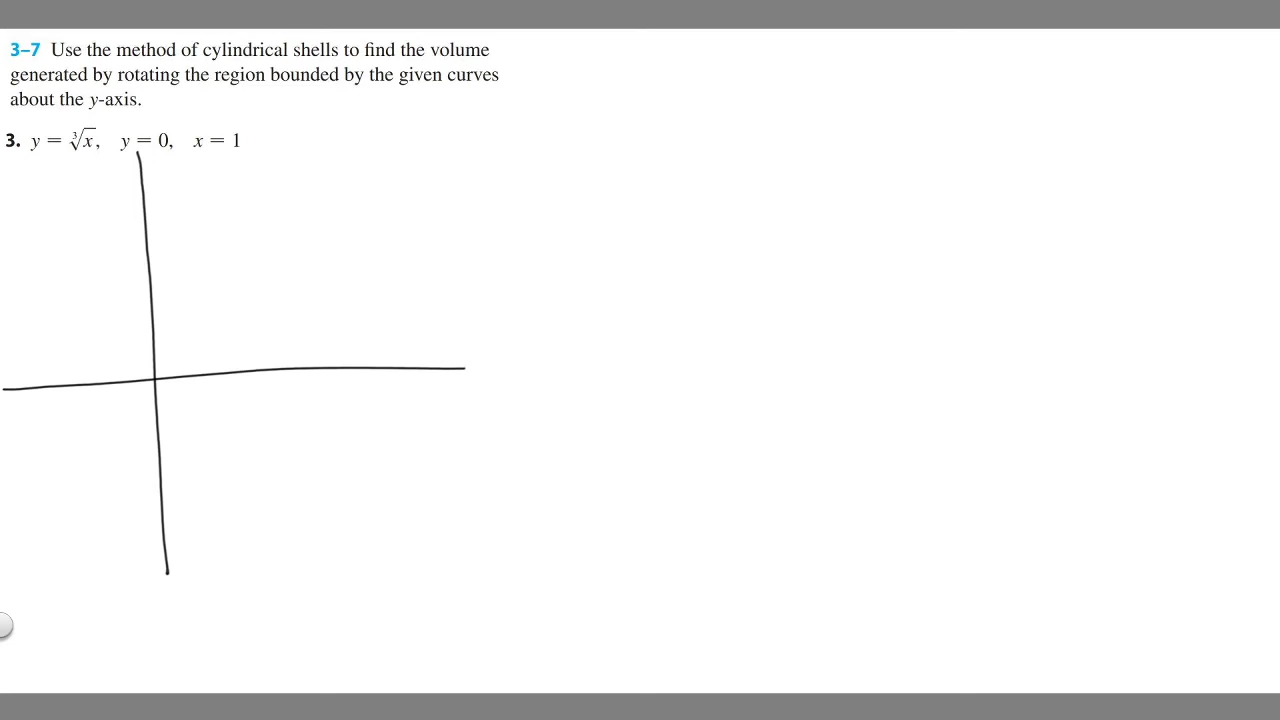 3–7 Use the method of cylindrical shells to find the volume
generated by rotating the region bounded by the given curves
about the y-axis.
3. y = ∛x, y = 0, x = 1